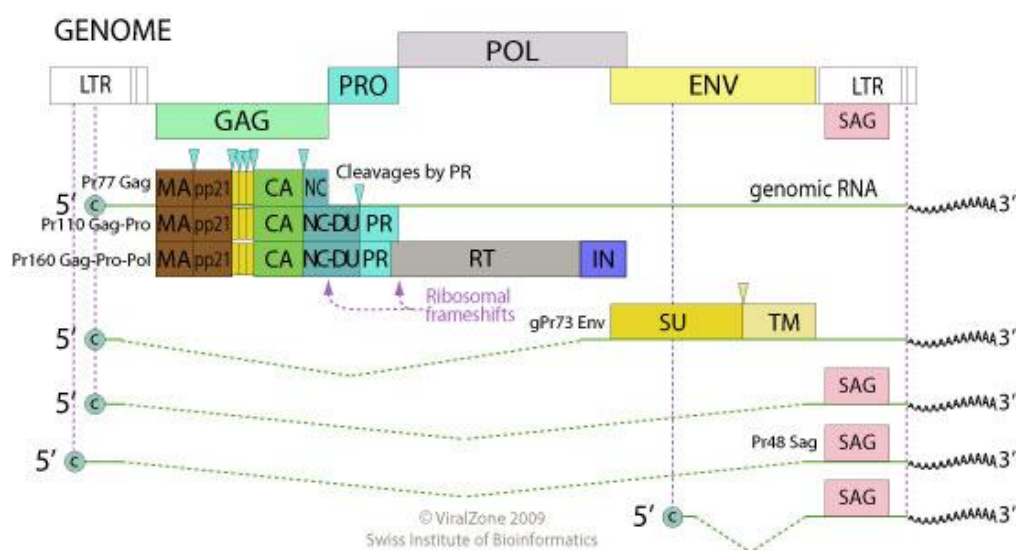 GENOME
POL
LTR
PRO
ENV
LTR
GAG
SAG
Cleavages by PR
Pr77 Gag
MA pp21 CA NC
genomic RNA
5' C 3'
Pr110 Gag-Pro
MA pp21 CA NC-DU PR
Pr160 Gag-Pro-Pol
MA pp21 CA NC-DU PR RT IN
Ribosomal
frameshifts
gPr73 Env
SU TM
5' C 3'
SAG
5' C 3'
Pr48 Sag
SAG
5' C 3'
SAG
5' C 3'
© ViralZone 2009
Swiss Institute of Bioinformatics